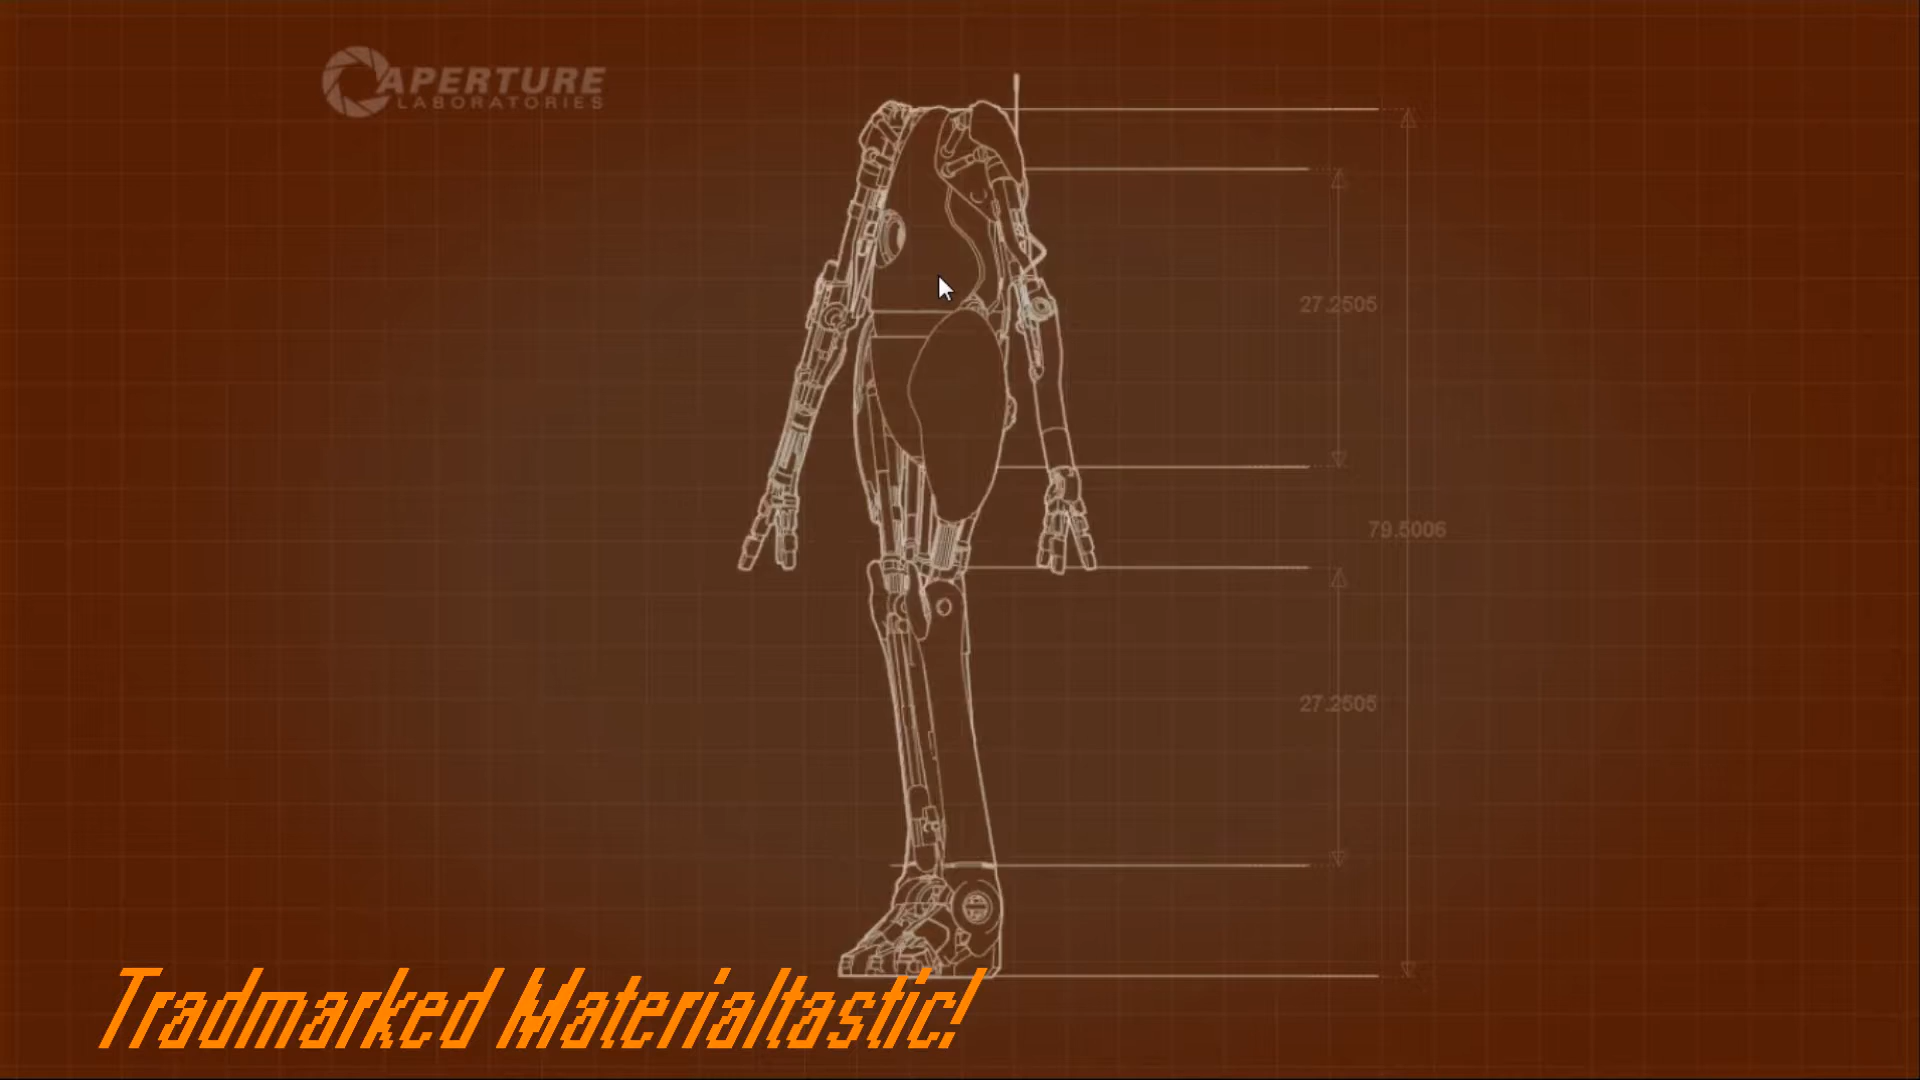 APERTURE
LABORATORIES
27.2505
79.5006
27.2505
Tradmarked Materialtastic!